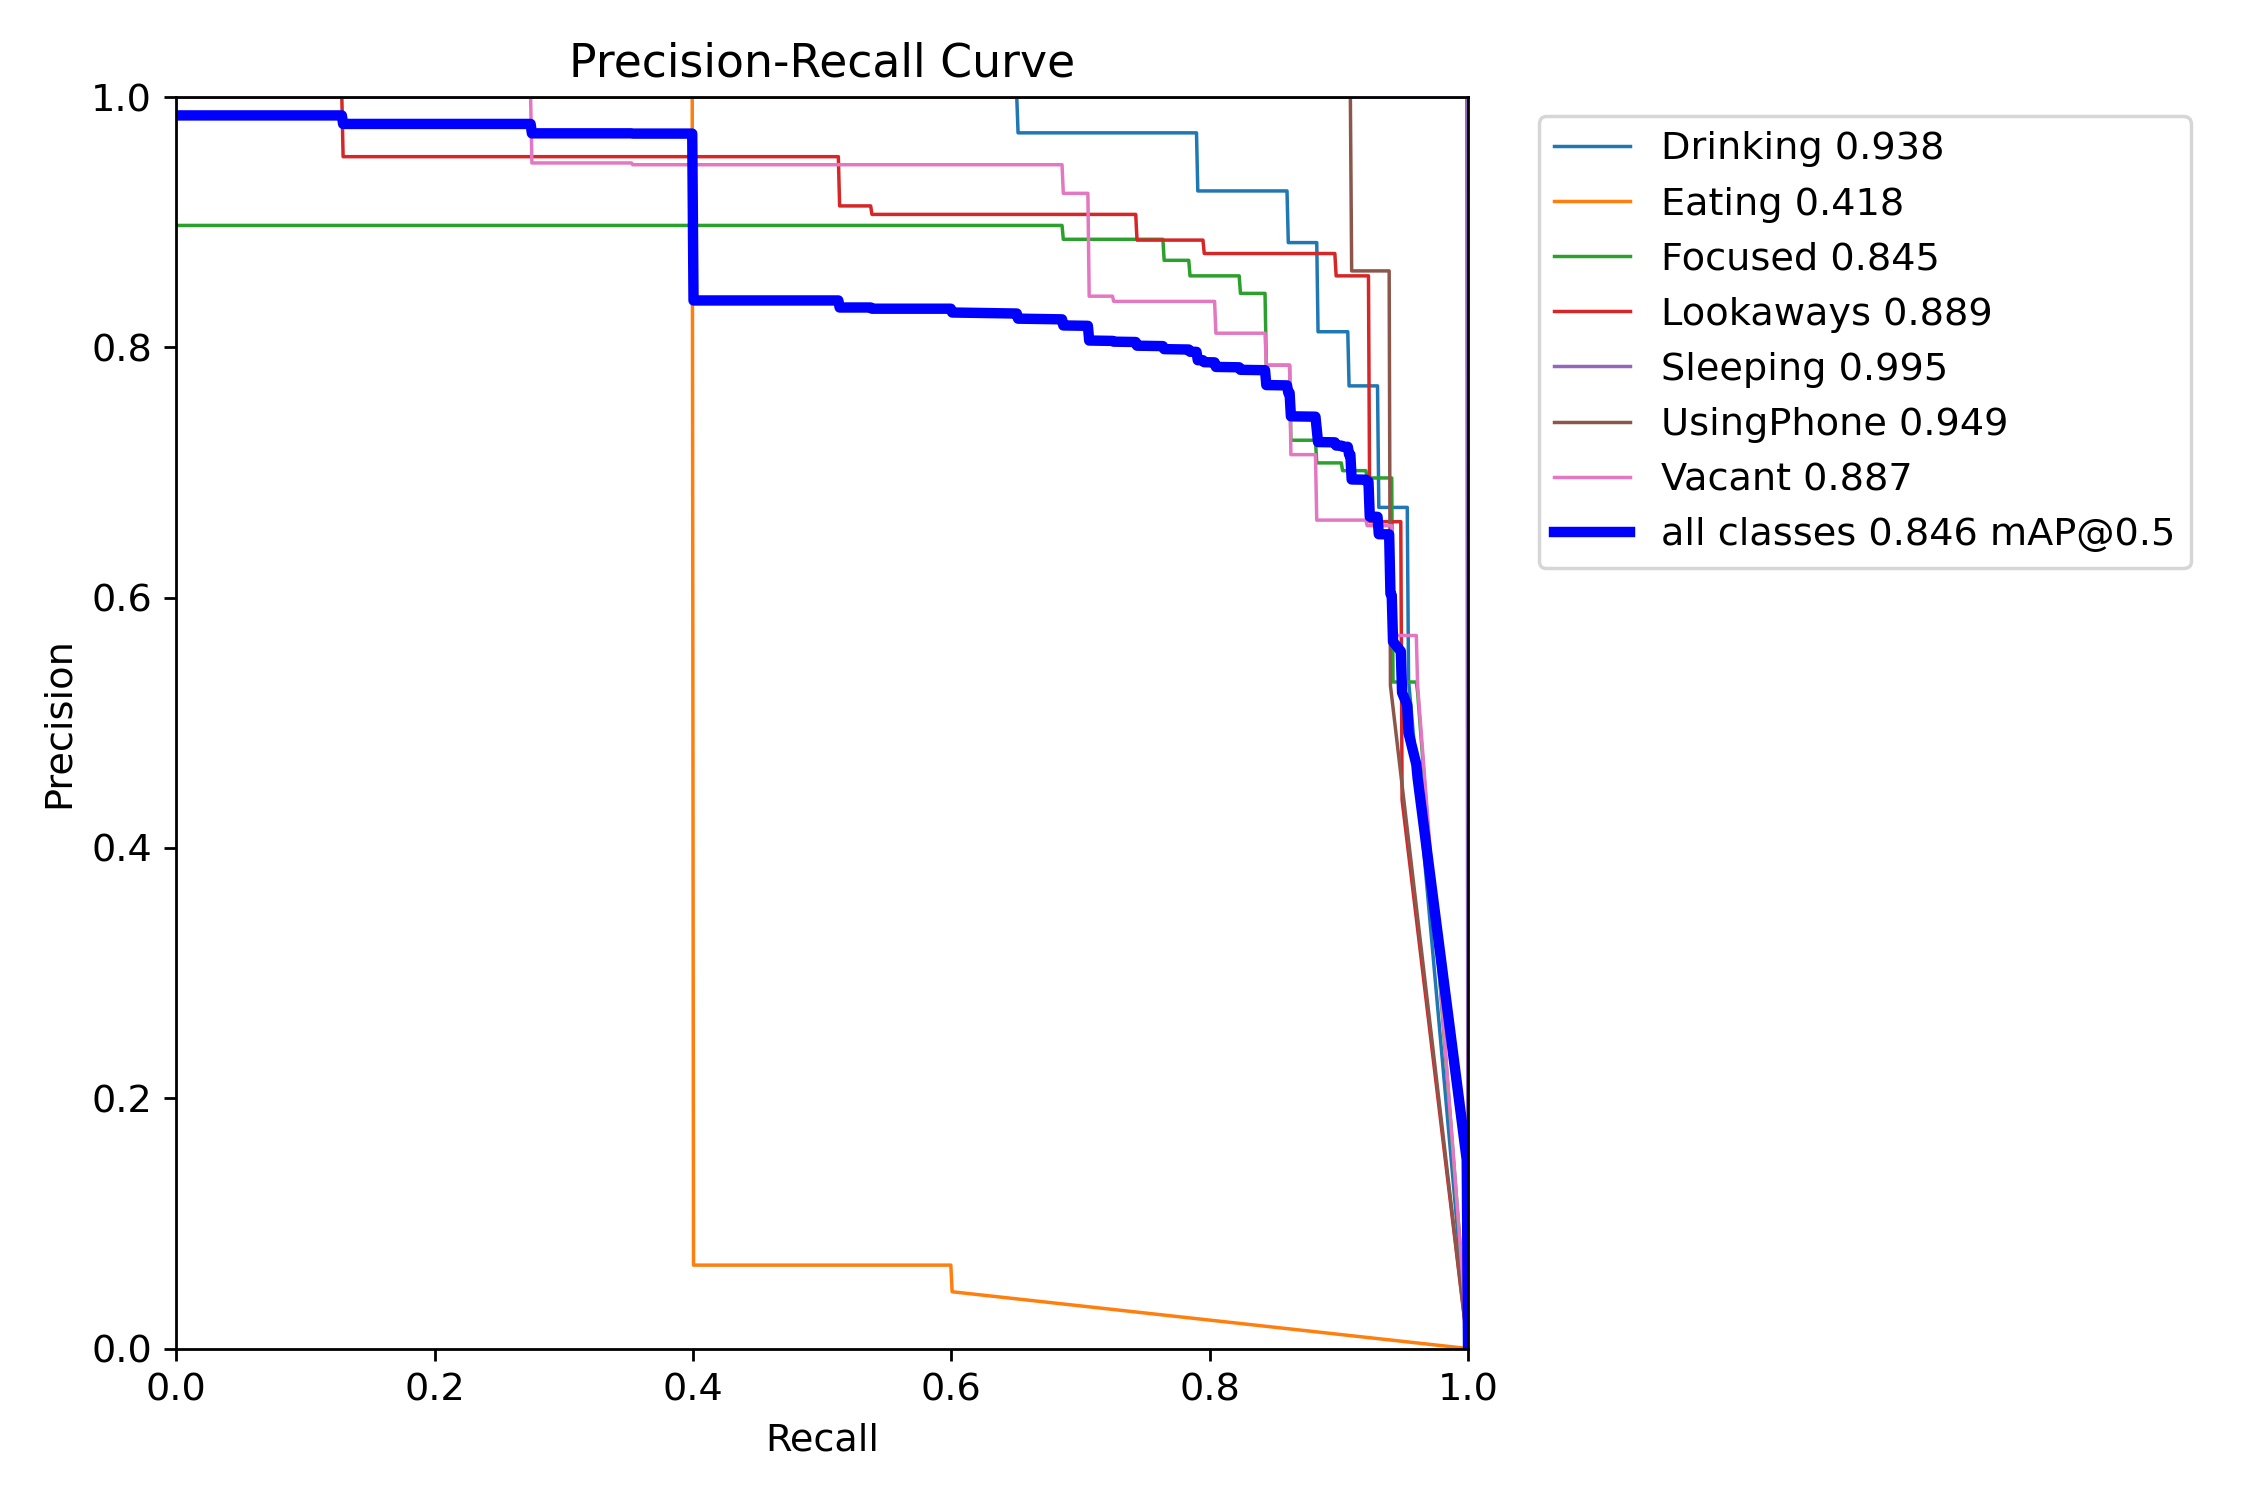 Precision-Recall Curve
1.0
0.8
0.6
0.4
0.2
0.0
Precision
0.0 0.2 0.4 0.6 0.8 1.0
Recall
Drinking 0.938
Eating 0.418
Focused 0.845
Lookaways 0.889
Sleeping 0.995
UsingPhone 0.949
Vacant 0.887
all classes 0.846 mAP@0.5